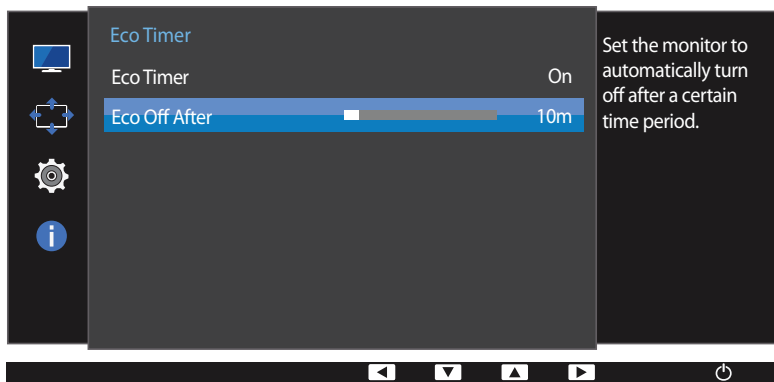 Eco Timer
Eco Timer On
Eco Off After 10m
Set the monitor to
automatically turn
off after a certain
time period.